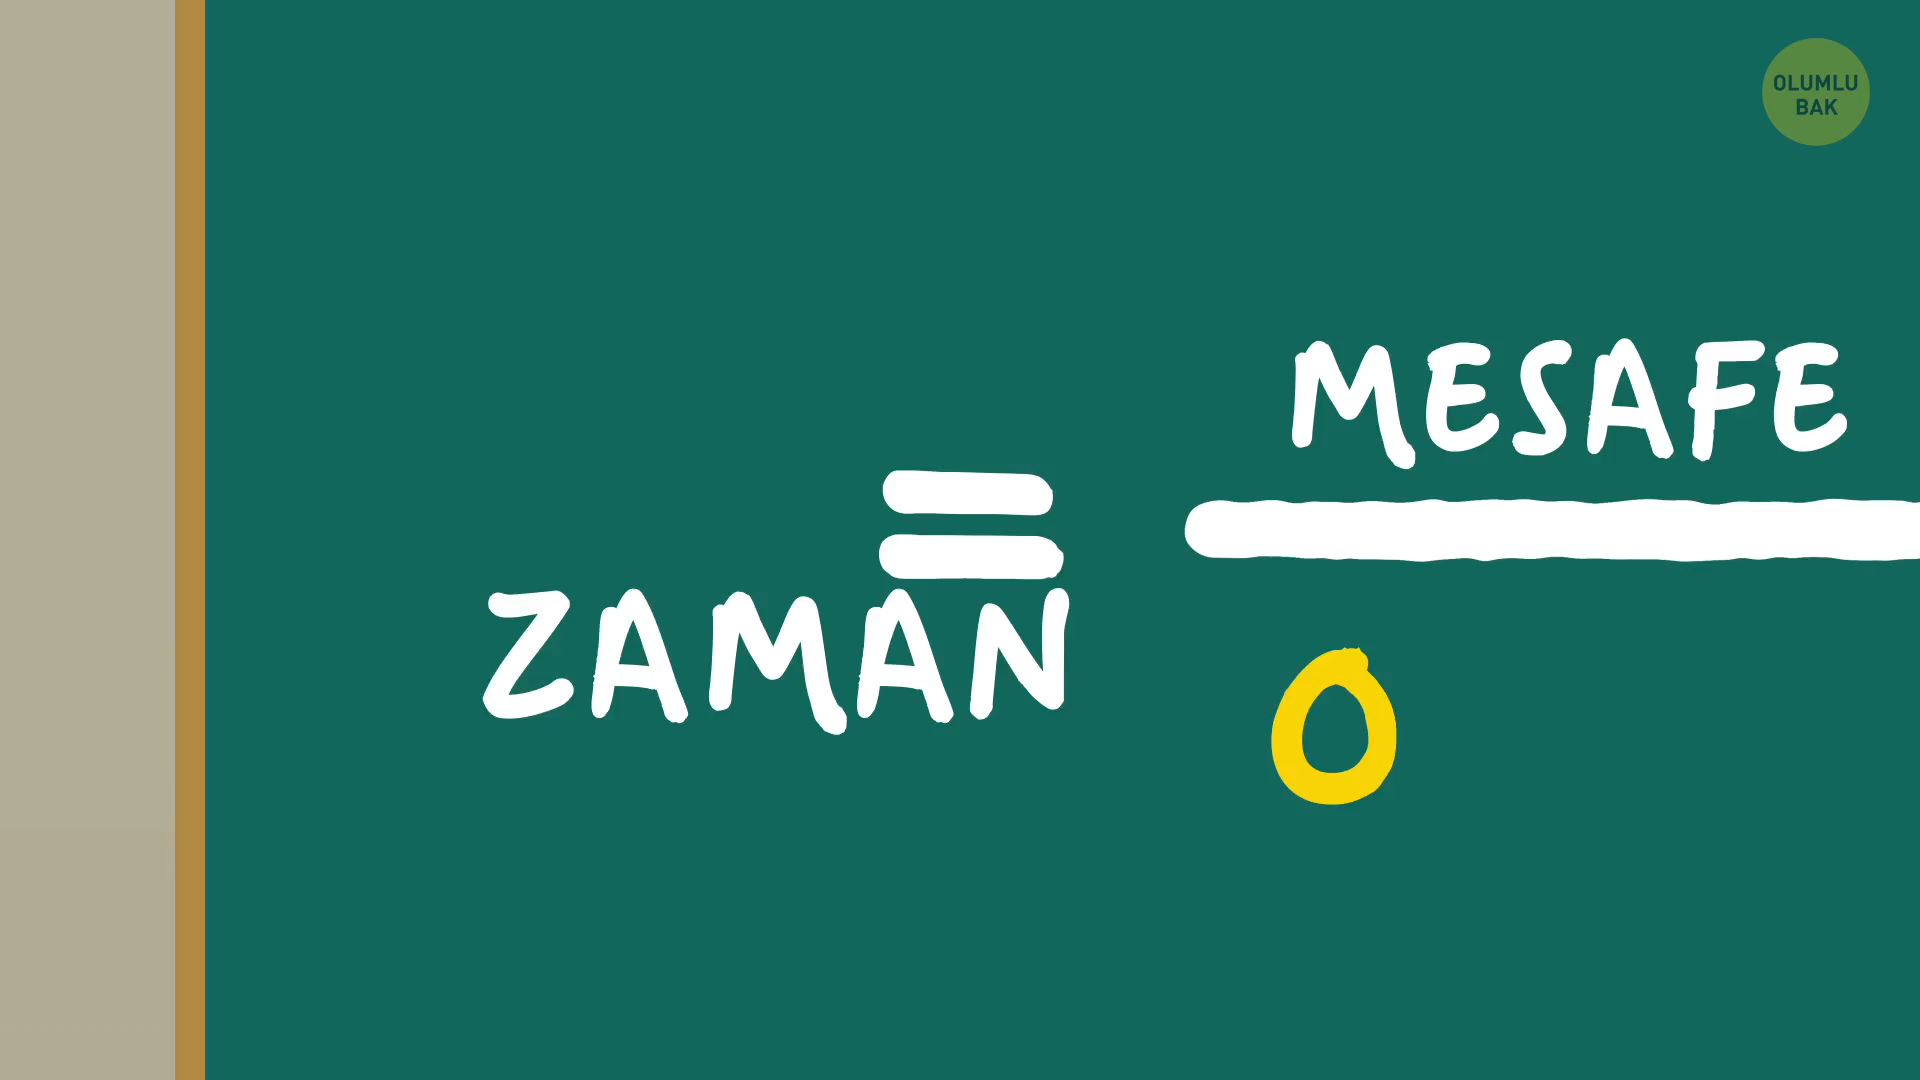 OLUMLU
BAK
MESAFE
=
ZAMAN
0